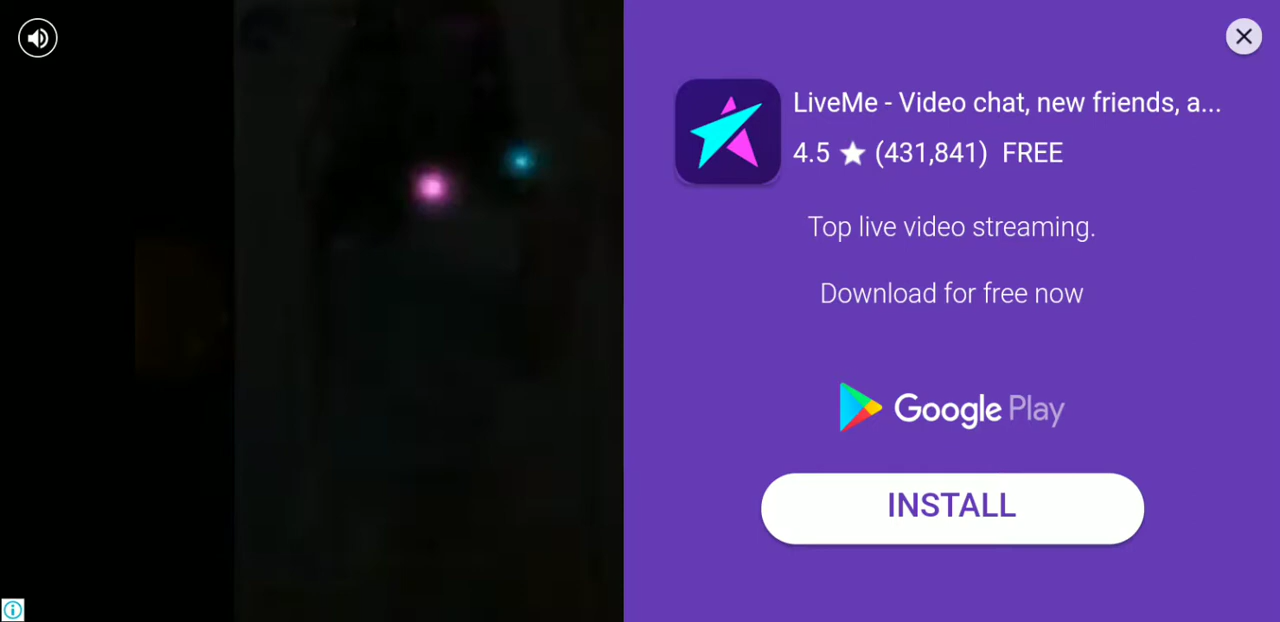 LiveMe - Video chat, new friends, a...
4.5 ★ (431,841) FREE
Top live video streaming.
Download for free now
Google Play
INSTALL